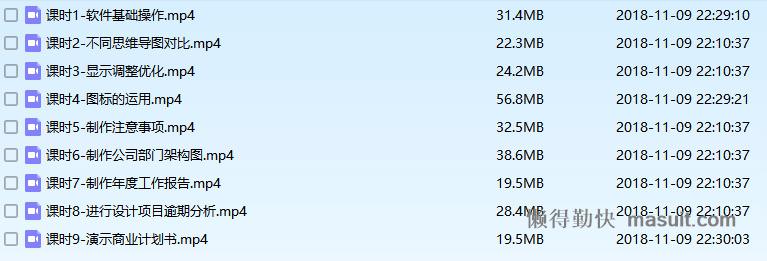 课时1-软件基础操作.mp4 31.4MB 2018-11-09 22:29:10
课时2-不同思维导图对比.mp4 22.3MB 2018-11-09 22:10:37
课时3-显示调整优化.mp4 24.2MB 2018-11-09 22:10:37
课时4-图标的运用.mp4 56.8MB 2018-11-09 22:29:21
课时5-制作注意事项.mp4 32.5MB 2018-11-09 22:10:37
课时6-制作公司部门架构图.mp4 38.6MB 2018-11-09 22:10:37
课时7-制作年度工作报告.mp4 19.5MB 2018-11-09 22:10:37
课时8-进行设计项目逾期分析.mp4 28.4MB 2018-11-09 22:10:37
懒得勤快 masuit.com
课时9-演示商业计划书.mp4 19.5MB 2018-11-09 22:30:03